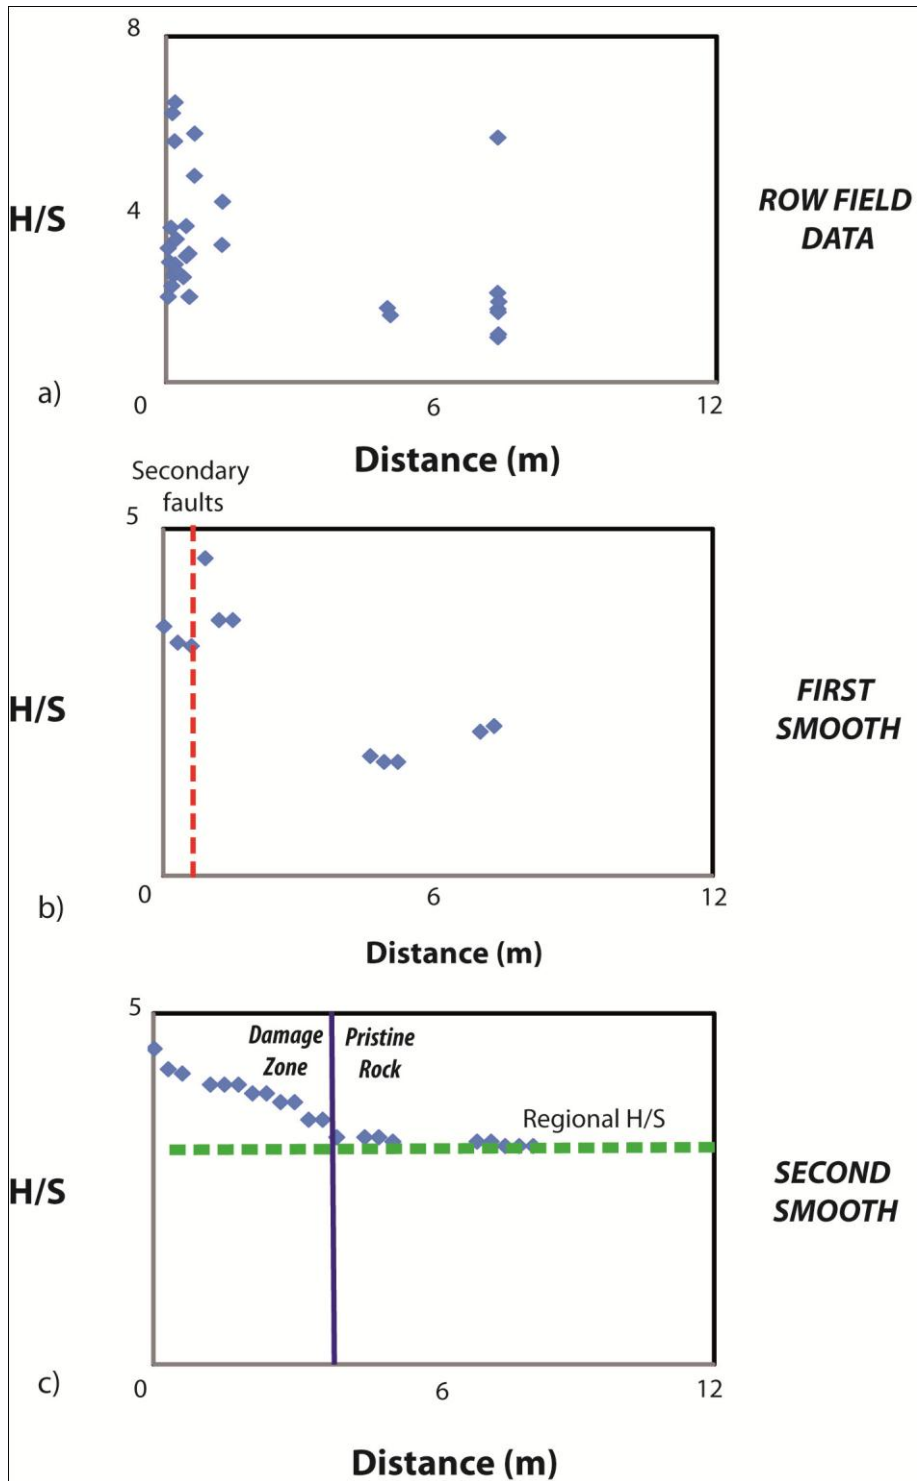 8
4
H/S
ROW FIELD
DATA
a)
0
6
12
Distance (m)
Secondary
faults
5
H/S
FIRST
SMOOTH
b)
0
6
12
Distance (m)
5
Damage
Zone
Pristine
Rock
Regional H/S
H/S
SECOND
SMOOTH
c)
0
6
12
Distance (m)